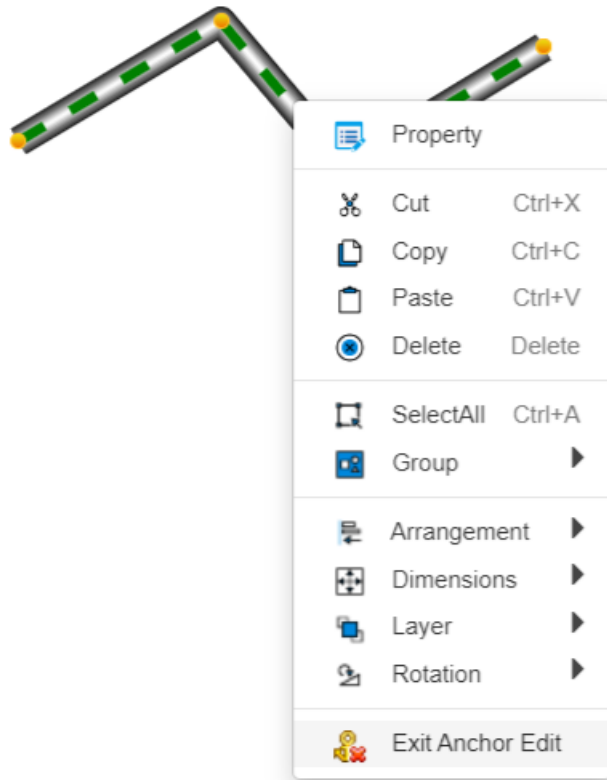 Property
Cut Ctrl+X
Copy Ctrl+C
Paste Ctrl+V
Delete Delete
SelectAll Ctrl+A
Group
Arrangement
Dimensions
Layer
Rotation
Exit Anchor Edit